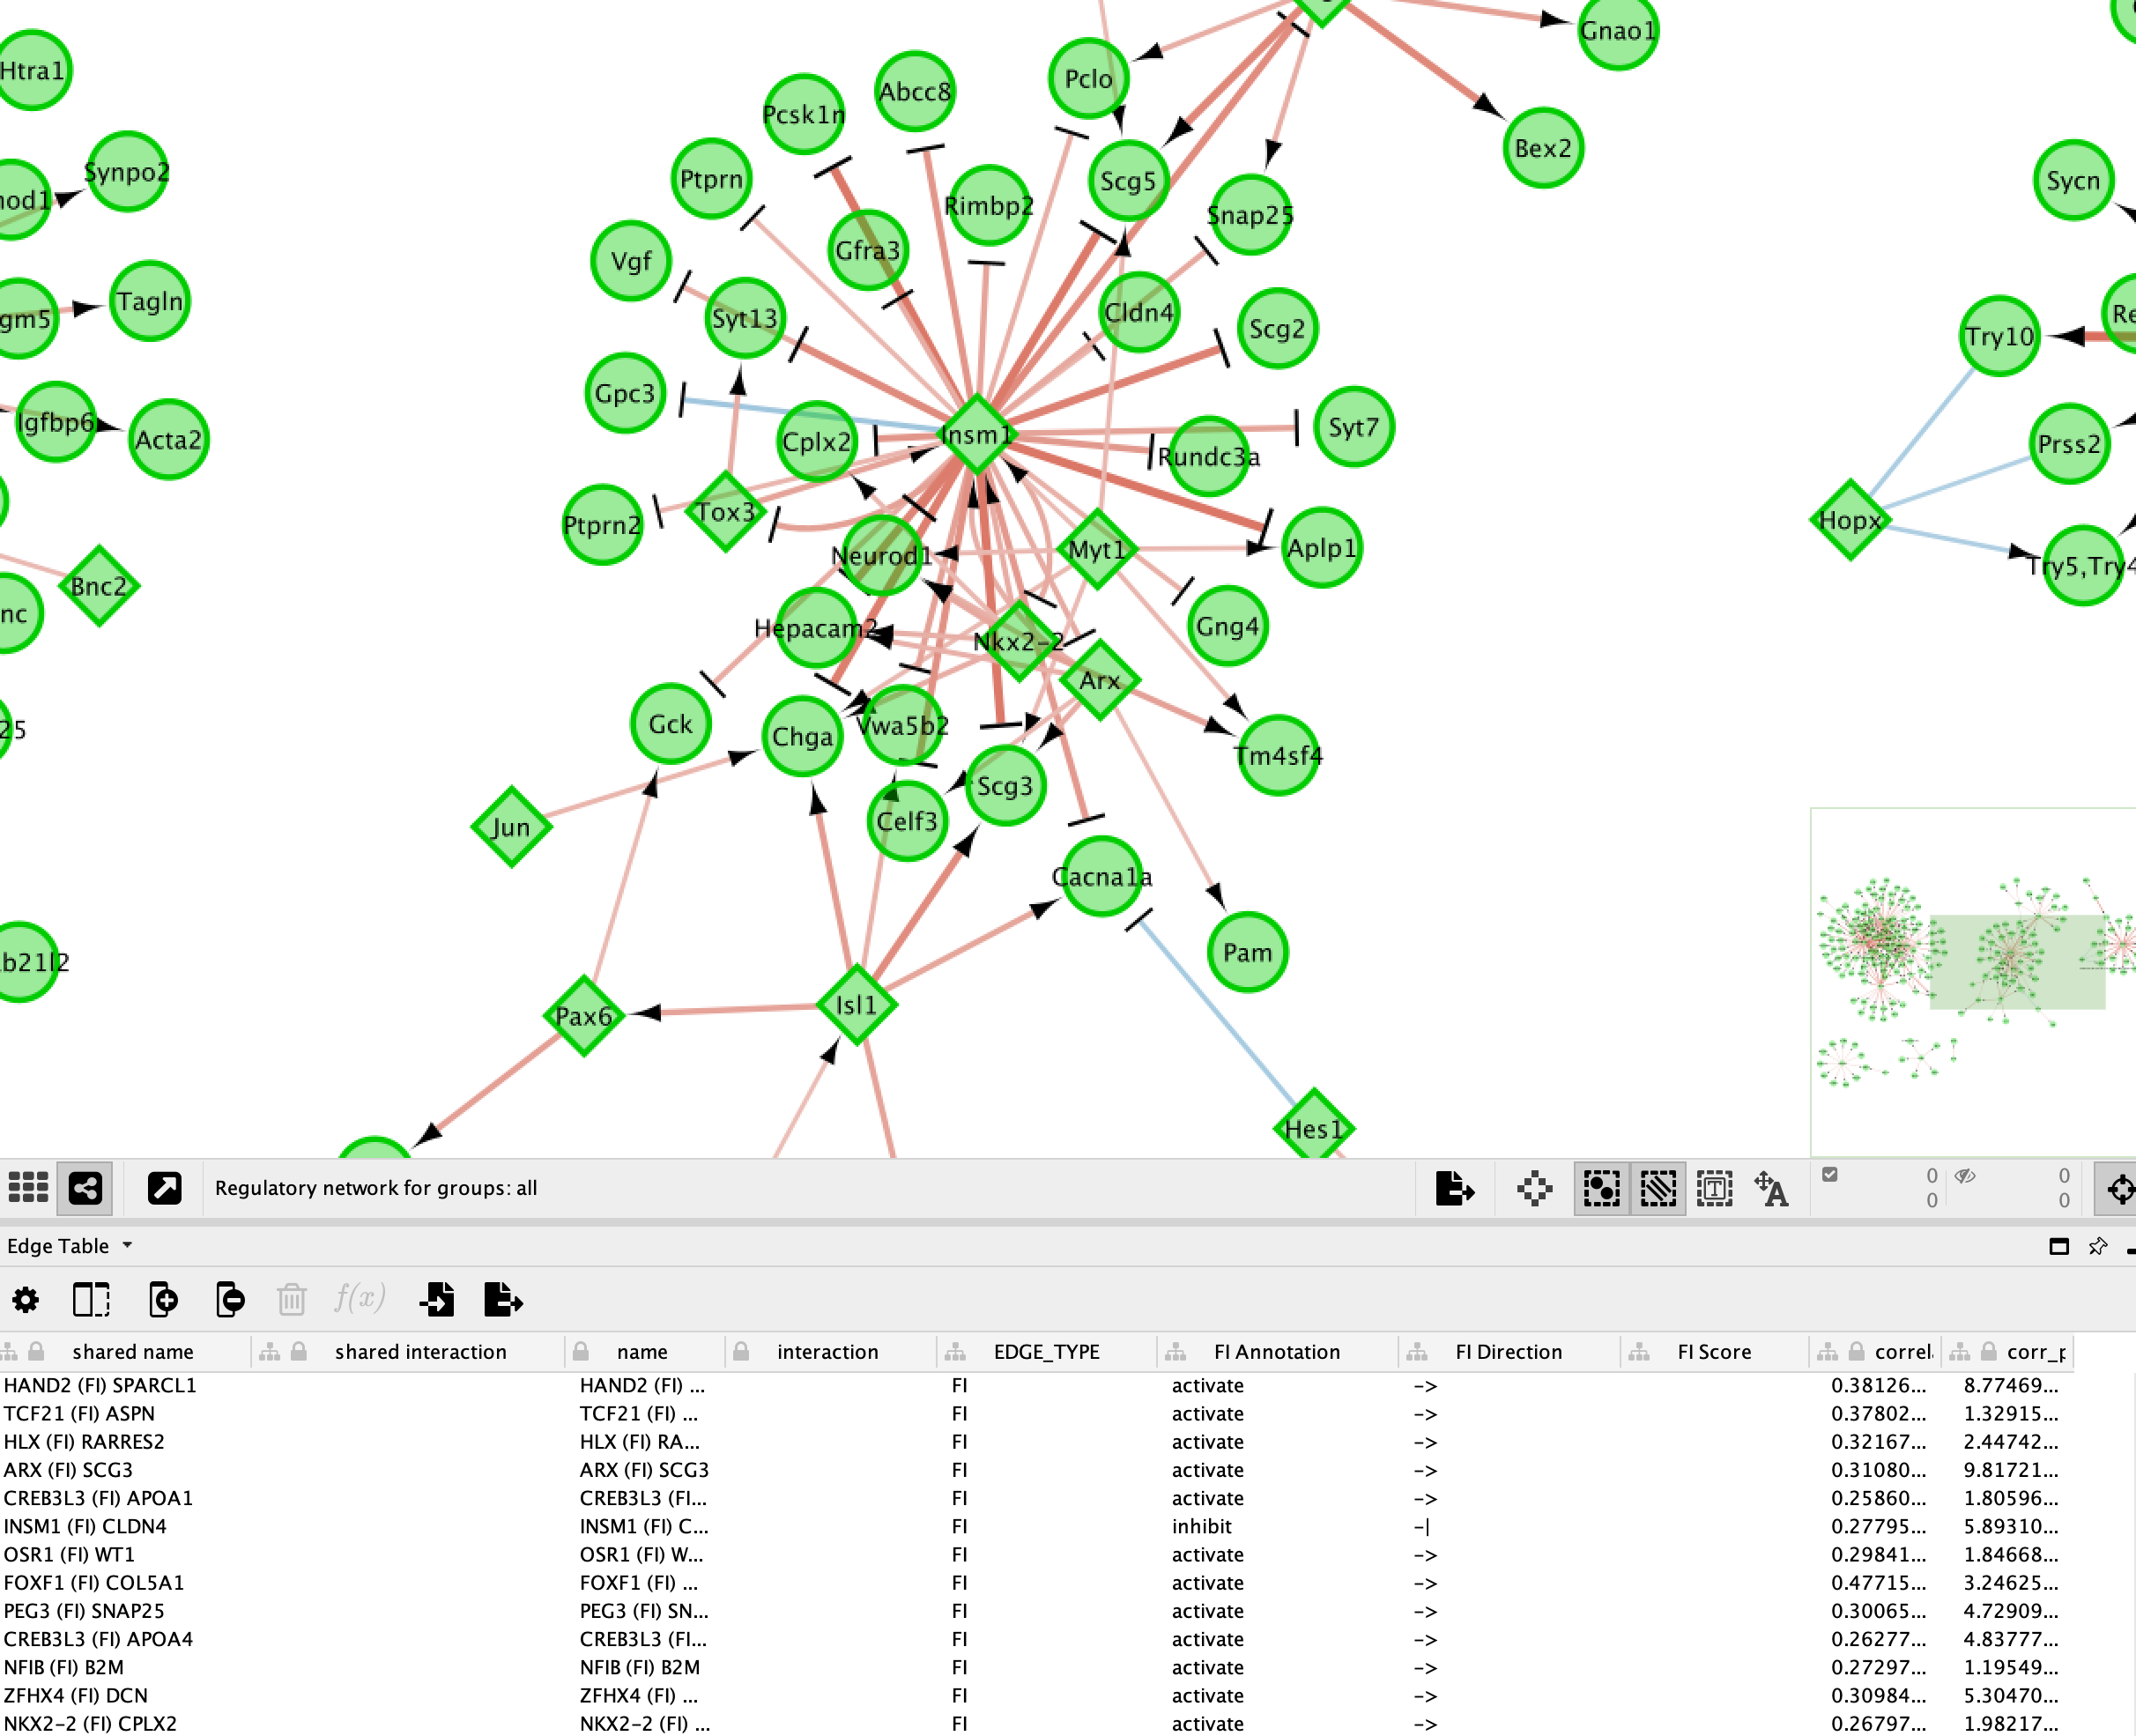 Htra1
Gnao1
Pclo
Abcc8
Pcsk1n
Bex2
Synpo2
Ptprn
Scg5
Sycn
Rimbp2
Snap25
Gfra3
Vgf
Tagln
gm5
Syt13
Cldn4
Scg2
Try10
Re
Gpc3
Igfbp6
Acta2
Cplx2
Insm1
Syt7
Rundc3a
Prss2
Ptprn2
Tox3
Hopx
Neurod1
Myt1
Aplp1
Try5,Try4
Bnc2
nc
Hepacam2
Nkx2-2
Gng4
Arx
Gck
Chga
Vwa5b2
25
Tm4sf4
Scg3
Jun
Celf3
Cacna1a
Pam
b21l2
Isl1
Pax6
Hes1
Regulatory network for groups: all
0 0
0 0
Edge Table
f(x)
shared name shared interaction name interaction EDGE_TYPE FI Annotation FI Direction FI Score correl corr_p
HAND2 (FI) SPARCL1 HAND2 (FI) ... FI activate -> 0.38126... 8.77469...
TCF21 (FI) ASPN TCF21 (FI) ... FI activate -> 0.37802... 1.32915...
HLX (FI) RARRES2 HLX (FI) RA... FI activate -> 0.32167... 2.44742...
ARX (FI) SCG3 ARX (FI) SCG3 FI activate -> 0.31080... 9.81721...
CREB3L3 (FI) APOA1 CREB3L3 (FI... FI activate -> 0.25860... 1.80596...
INSM1 (FI) CLDN4 INSM1 (FI) C... FI inhibit -| 0.27795... 5.89310...
OSR1 (FI) WT1 OSR1 (FI) W... FI activate -> 0.29841... 1.84668...
FOXF1 (FI) COL5A1 FOXF1 (FI) ... FI activate -> 0.47715... 3.24625...
PEG3 (FI) SNAP25 PEG3 (FI) SN... FI activate -> 0.30065... 4.72909...
CREB3L3 (FI) APOA4 CREB3L3 (FI... FI activate -> 0.26277... 4.83777...
NFIB (FI) B2M NFIB (FI) B2M FI activate -> 0.27297... 1.19549...
ZFHX4 (FI) DCN ZFHX4 (FI) ... FI activate -> 0.30984... 5.30470...
NKX2-2 (FI) CPLX2 NKX2-2 (FI) ... FI activate -> 0.26797... 1.98217...